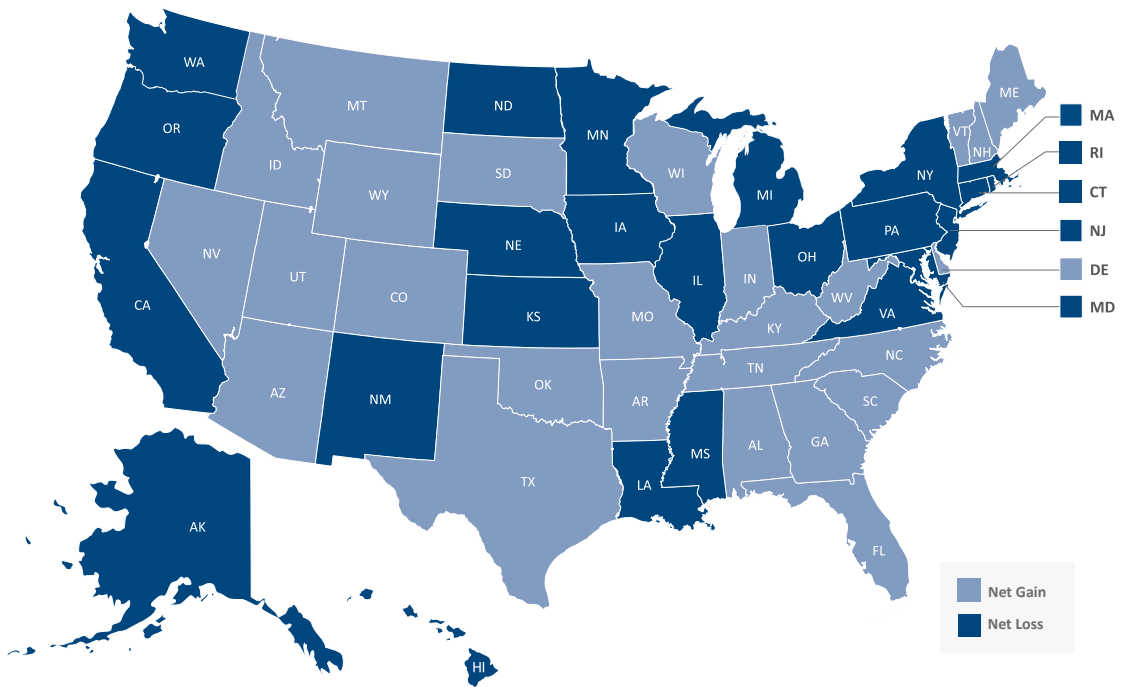 WA
MT
ND
MN
ME
OR
ID
SD
WI
VT
NH
MA
WY
MI
NY
RI
NE
IA
PA
CT
NV
UT
CO
IL
IN
OH
NJ
CA
KS
MO
WV
VA
DE
KY
MD
AZ
NM
OK
AR
TN
NC
SC
TX
LA
MS
AL
GA
FL
AK
HI
Net Gain
Net Loss